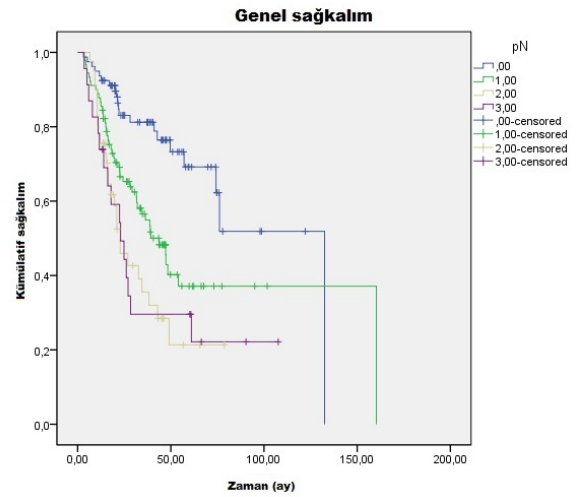 Genel sağkalım
pN
,00
1,00
2,00
3,00
,00-censored
1,00-censored
2,00-censored
3,00-censored
Kümülatif sağkalım
1,0
0,8
0,6
0,4
0,2
0,0
0,00 50,00 100,00 150,00 200,00
Zaman (ay)